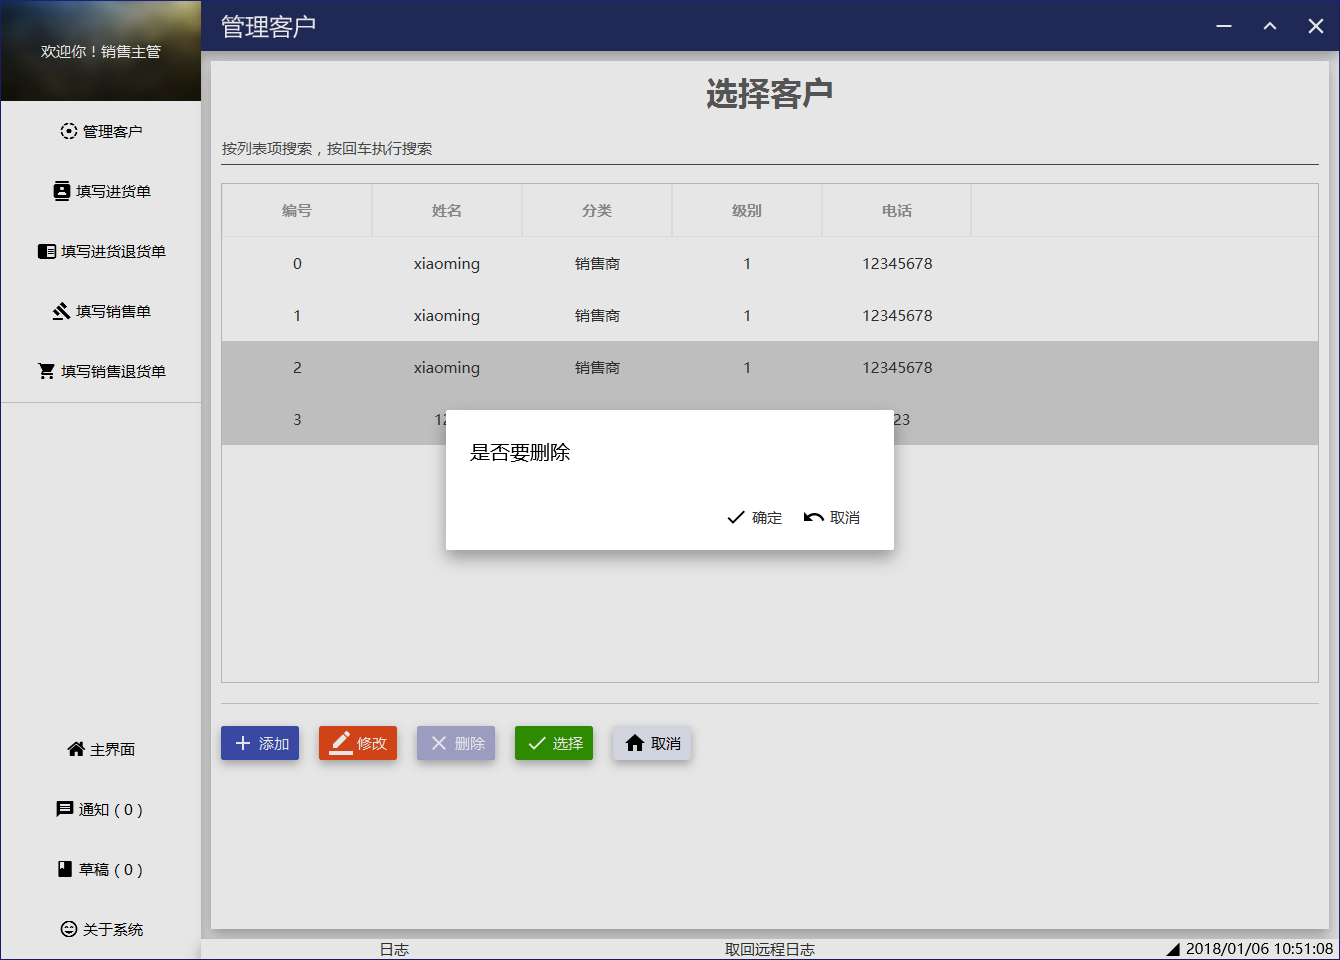 欢迎你！销售主管
管理客户
管理客户
填写进货单
填写进货退货单
填写销售单
填写销售退货单
主界面
通知 ( 0 )
草稿 ( 0 )
关于系统
选择客户
按列表项搜索，按回车执行搜索
编号 姓名 分类 级别 电话
0 xiaoming 销售商 1 12345678
1 xiaoming 销售商 1 12345678
2 xiaoming 销售商 1 12345678
3
是否要删除
确定 取消
添加 修改 删除 选择 取消
日志 取回远程日志 2018/01/06 10:51:08